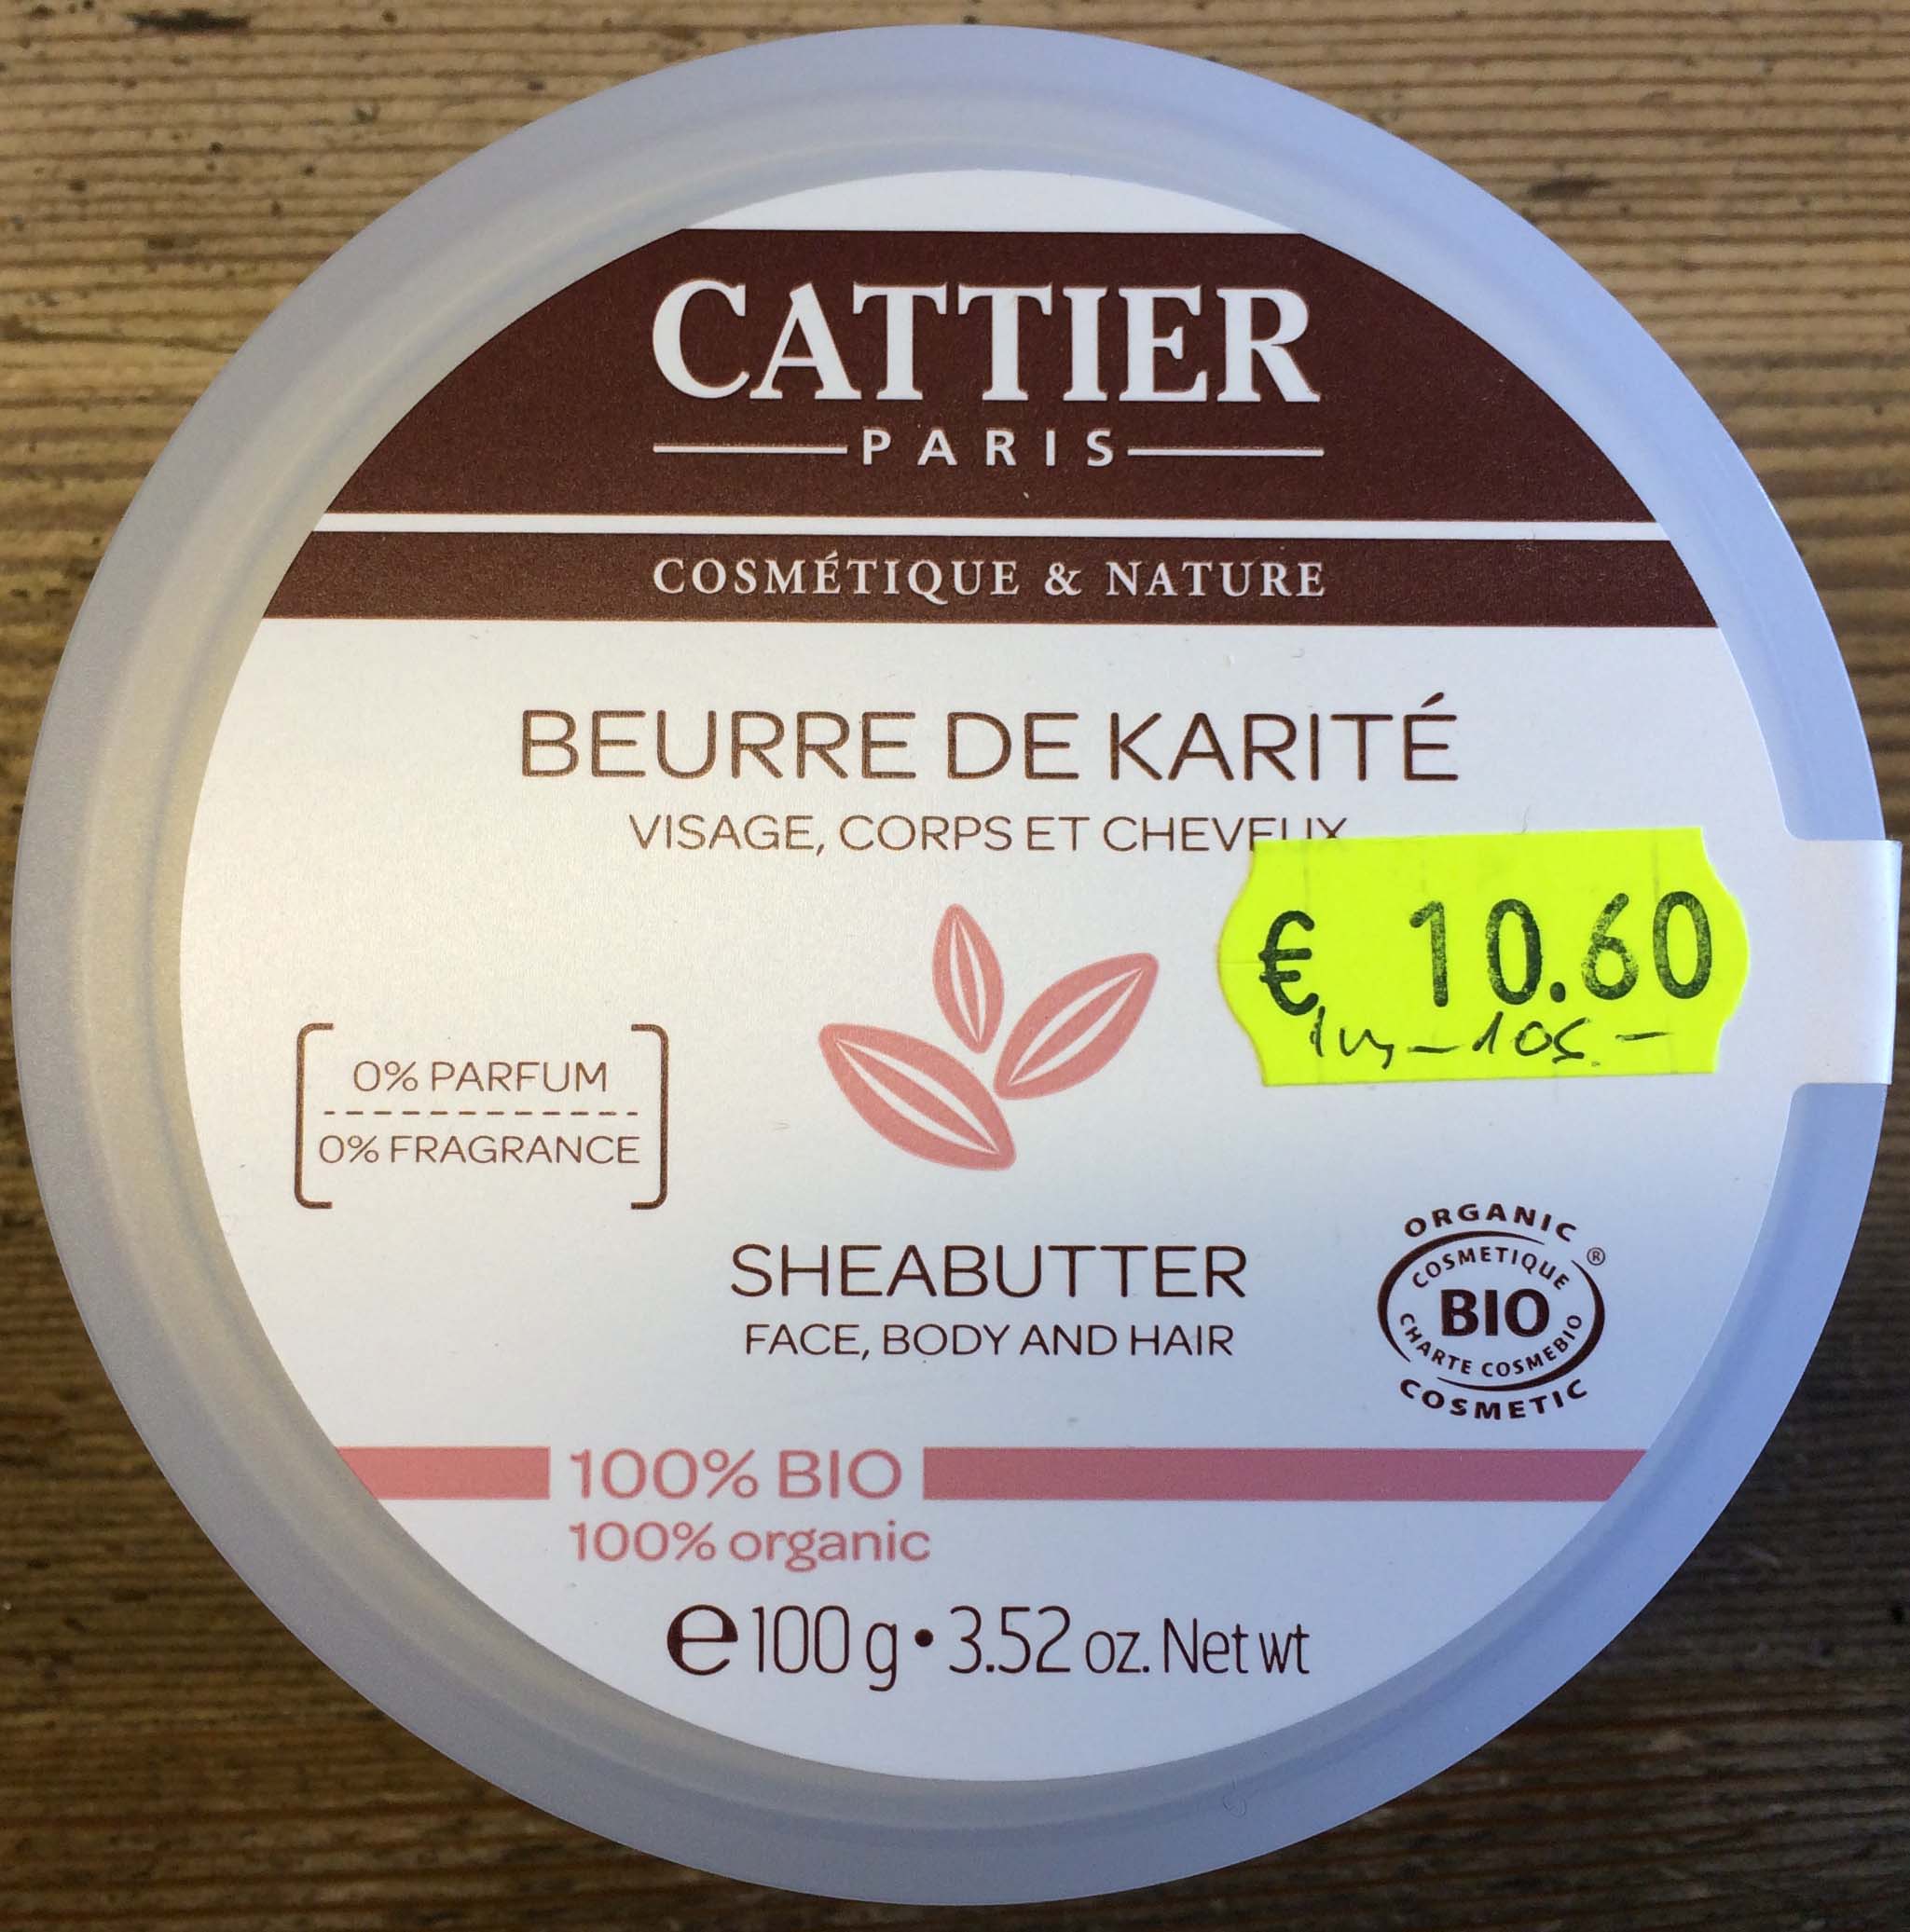 CATTIER
PARIS
COSMÉTIQUE & NATURE
BEURRE DE KARITÉ
VISAGE, CORPS ET CHEVEUX
€ 10.60
0% PARFUM
0% FRAGRANCE
SHEABUTTER
FACE, BODY AND HAIR
ORGANIC
COSMETIQUE ®
BIO
CHARTE COSMEBIO
COSMETIC
100% BIO
100% organic
e 100 g • 3.52 oz. Net wt